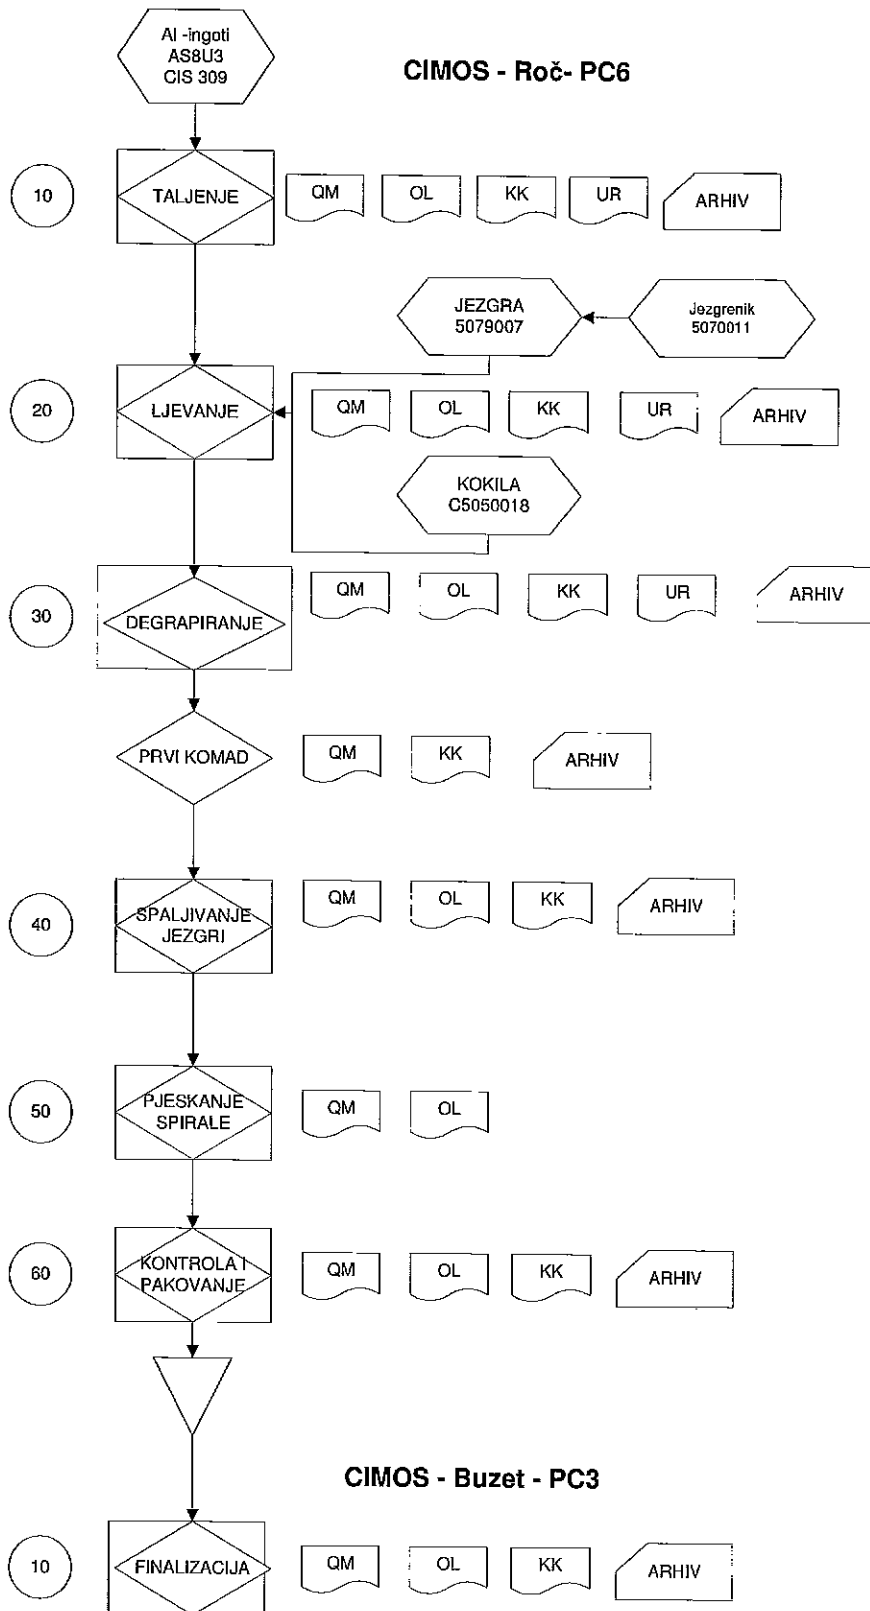 Al -ingoti
AS8U3
CIS 309
CIMOS - Roč- PC6
10
TALJENJE
QM
OL
KK
UR
ARHIV
JEZGRA
5079007
Jezgrenik
5070011
20
LJEVANJE
QM
OL
KK
UR
ARHIV
KOKILA
C5050018
30
DEGRAPIRANJE
QM
OL
KK
UR
ARHIV
PRVI KOMAD
QM
KK
ARHIV
40
SPALJIVANJE
JEZGRI
QM
OL
KK
ARHIV
50
PJESKANJE
SPIRALE
QM
OL
60
KONTROLA I
PAKOVANJE
QM
OL
KK
ARHIV
CIMOS - Buzet - PC3
10
FINALIZACIJA
QM
OL
KK
ARHIV